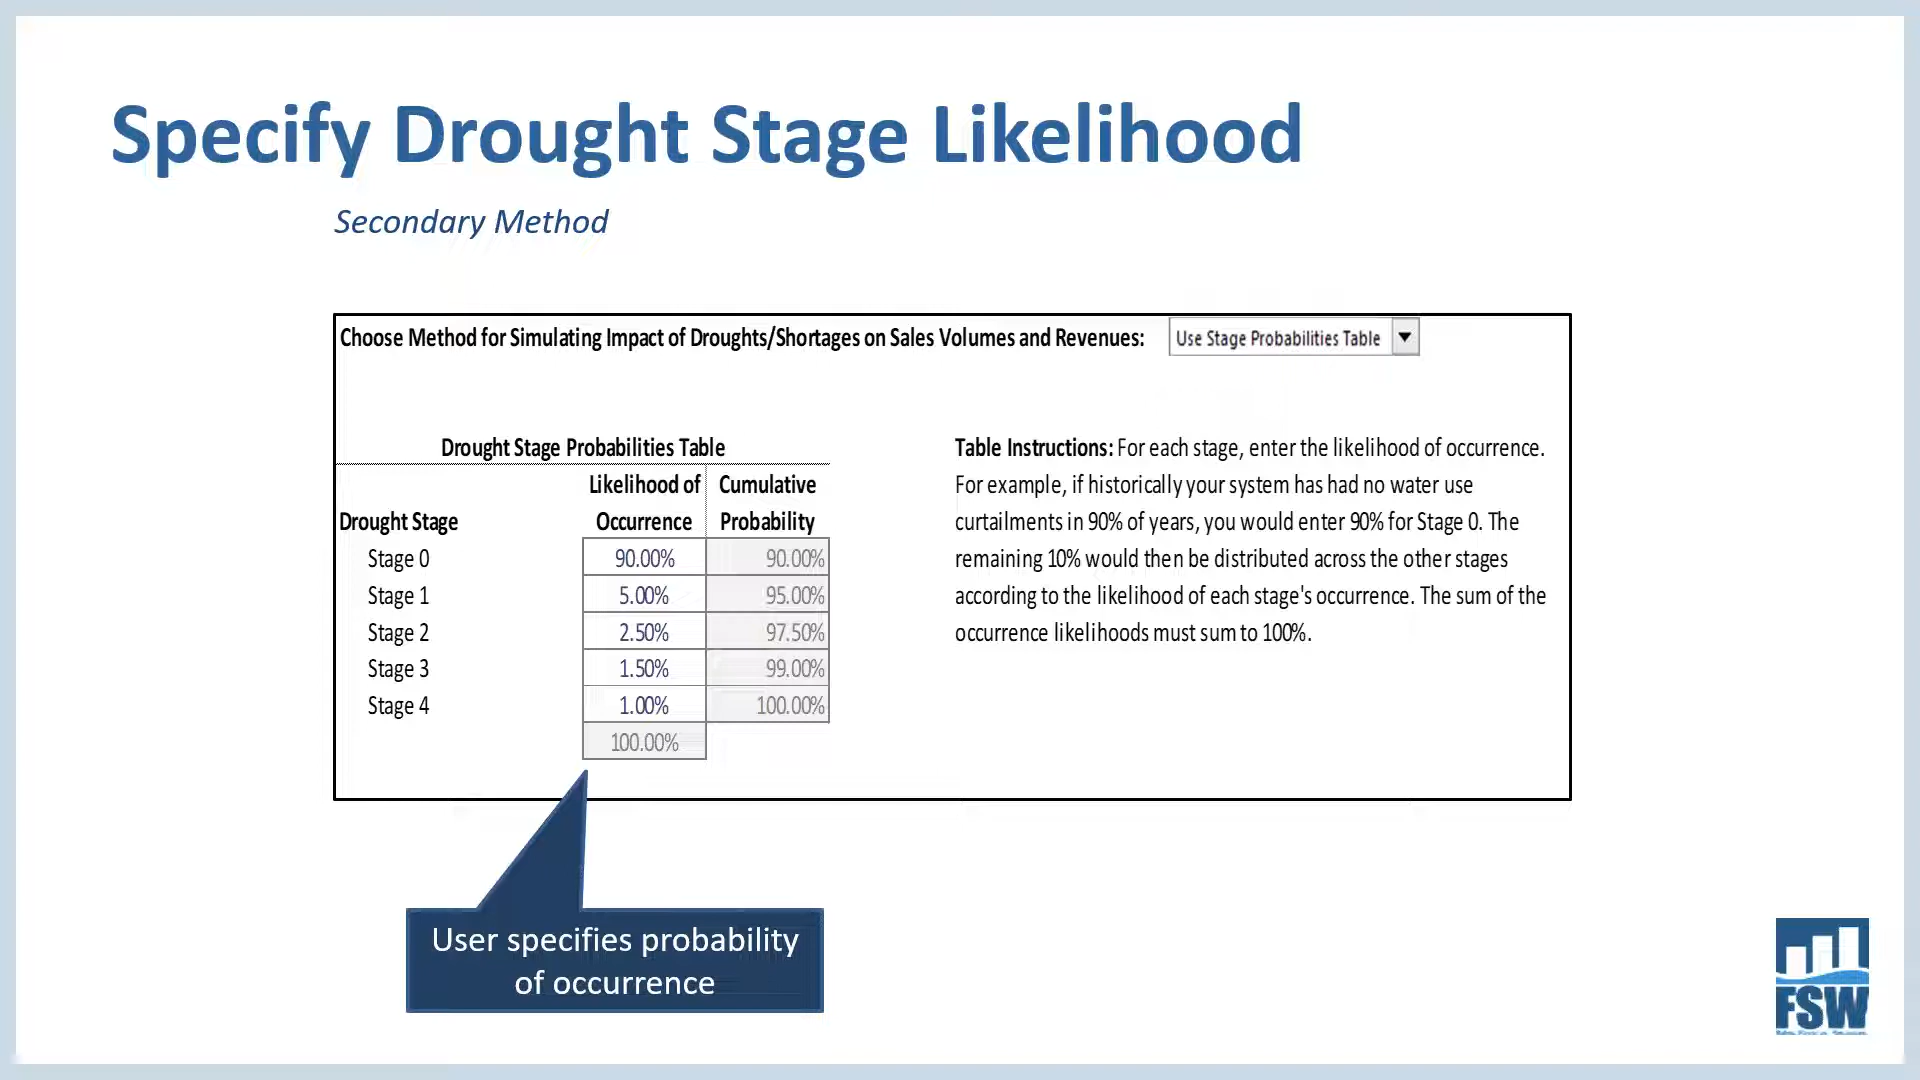 Specify Drought Stage Likelihood
Secondary Method
Choose Method for Simulating Impact of Droughts/Shortages on Sales Volumes and Revenues: Use Stage Probabilities Table
Drought Stage Probabilities Table
Likelihood of Cumulative
Drought Stage Occurrence Probability
Stage 0 90.00% 90.00%
Stage 1 5.00% 95.00%
Stage 2 2.50% 97.50%
Stage 3 1.50% 99.00%
Stage 4 1.00% 100.00%
100.00%
Table Instructions: For each stage, enter the likelihood of occurrence.
For example, if historically your system has had no water use
curtailments in 90% of years, you would enter 90% for Stage 0. The
remaining 10% would then be distributed across the other stages
according to the likelihood of each stage's occurrence. The sum of the
occurrence likelihoods must sum to 100%.
User specifies probability
of occurrence
FSW